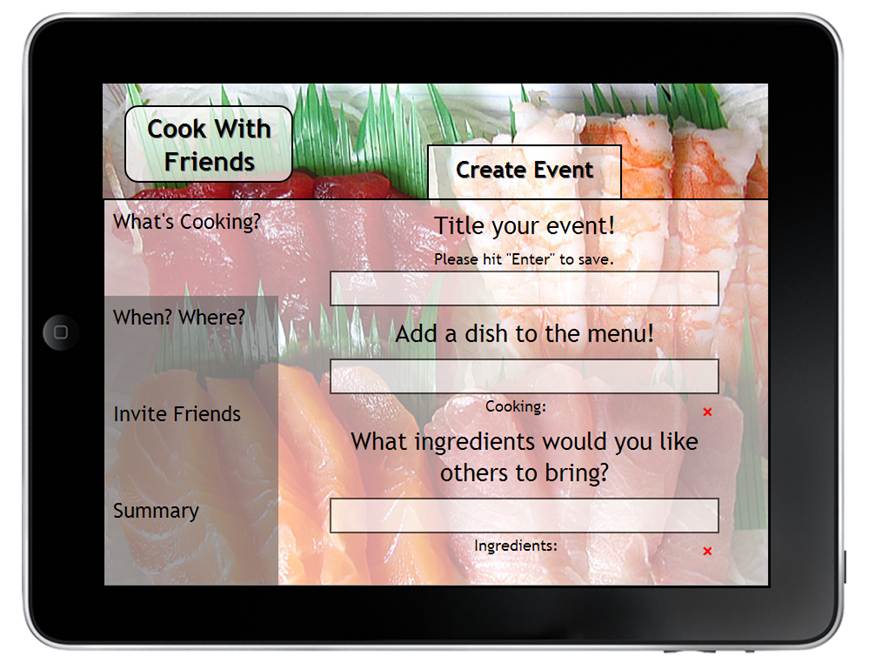 Cook With
Friends
Create Event
What's Cooking?
When? Where?
Invite Friends
Summary
Title your event!
Please hit "Enter" to save.
Add a dish to the menu!
Cooking:
×
What ingredients would you like
others to bring?
Ingredients:
×